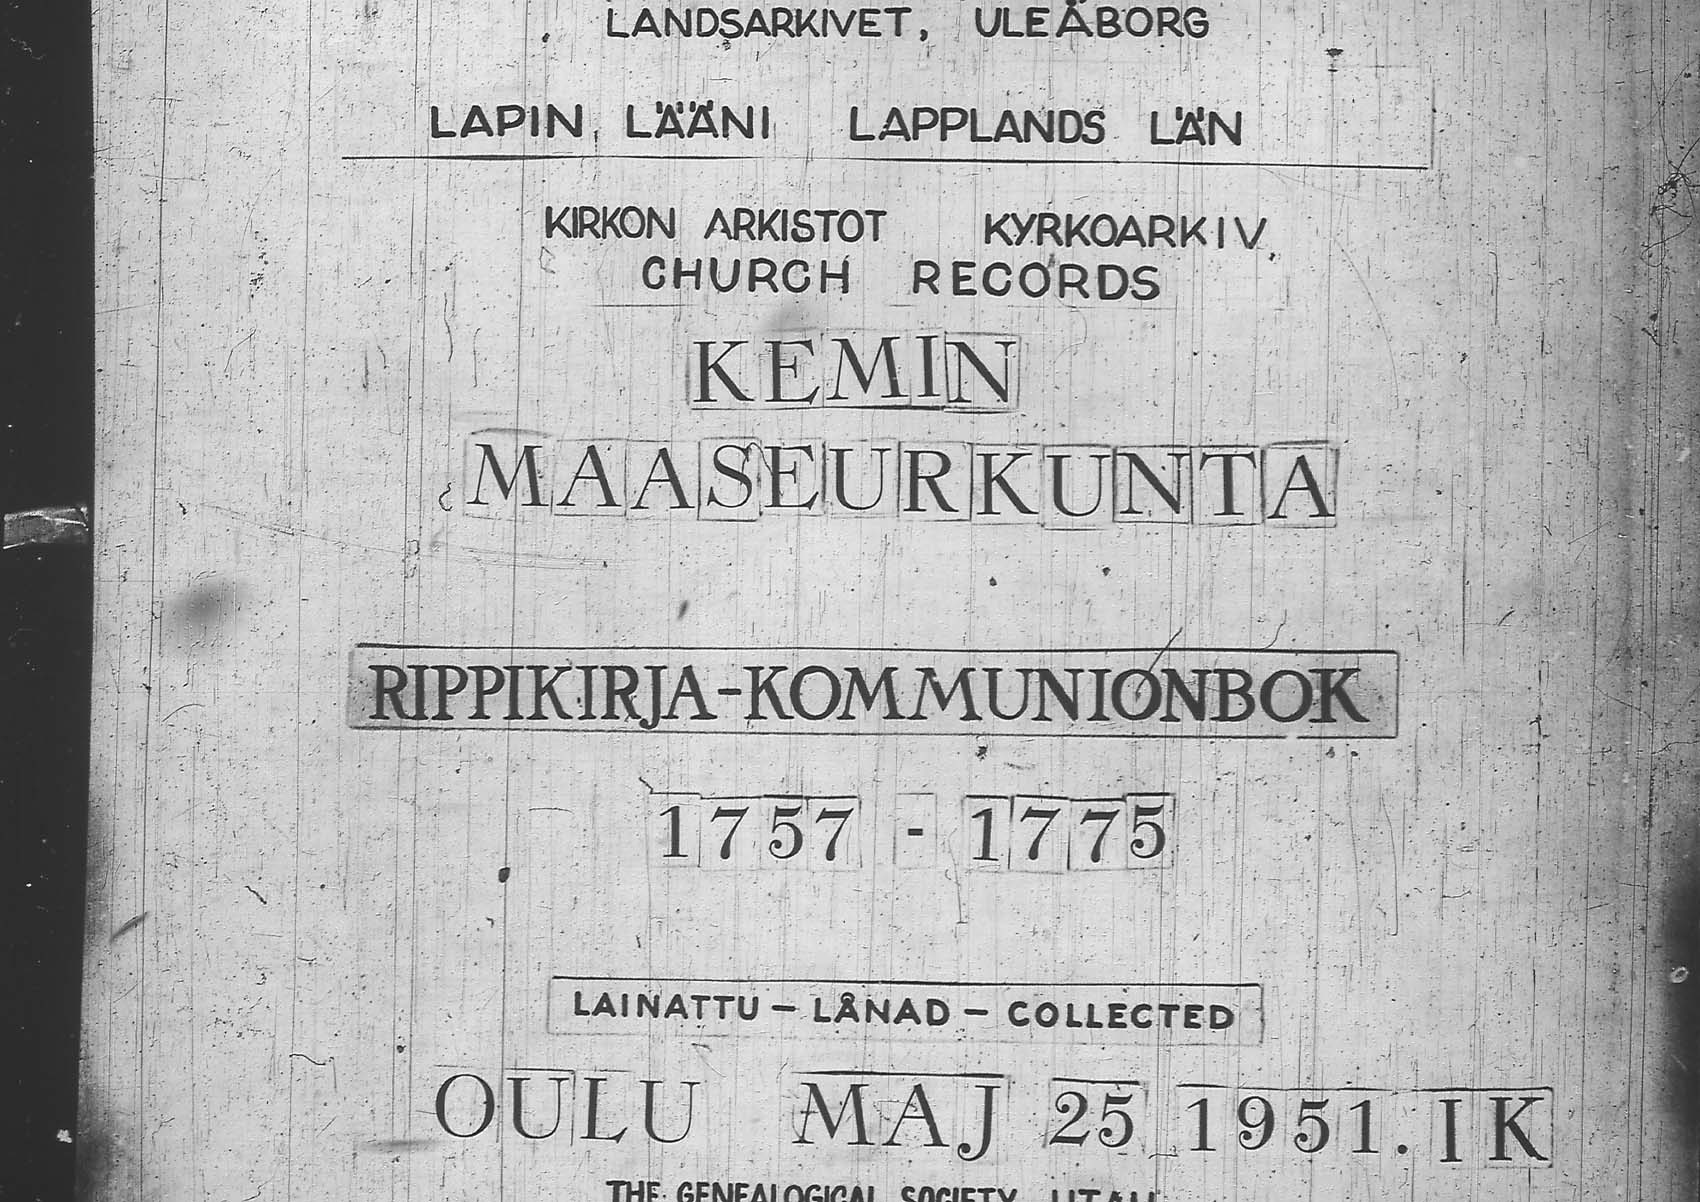 LANDSARKIVET, ULEÅBORG
LAPIN LÄÄNI LAPPLANDS LÄN
KIRKON ARKISTOT KYRKOARKIV
CHURCH RECORDS
KEMIN
MAASEURKUNTA
RIPPIKIRJA-KOMMUNIONBOK
1757 - 1775
LAINATTU - LÅNAD - COLLECTED
OULU MAJ 25 1951. IK
THE GENEALOGICAL SOCIETY UTAH